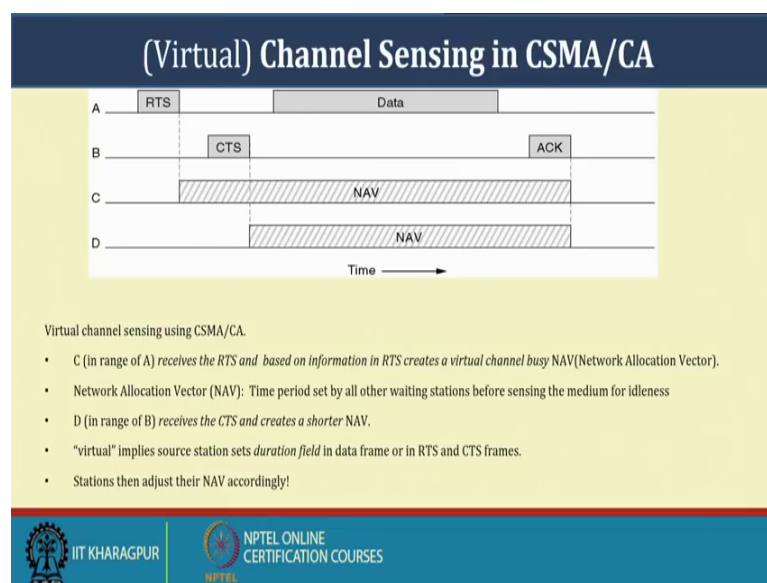 (Virtual) Channel Sensing in CSMA/CA
A RTS Data
B CTS ACK
C NAV
D NAV
Time
Virtual channel sensing using CSMA/CA.
• C (in range of A) receives the RTS and based on information in RTS creates a virtual channel busy NAV(Network Allocation Vector).
• Network Allocation Vector (NAV): Time period set by all other waiting stations before sensing the medium for idleness
• D (in range of B) receives the CTS and creates a shorter NAV.
• “virtual” implies source station sets duration field in data frame or in RTS and CTS frames.
• Stations then adjust their NAV accordingly!
IIT KHARAGPUR
NPTEL
NPTEL ONLINE
CERTIFICATION COURSES